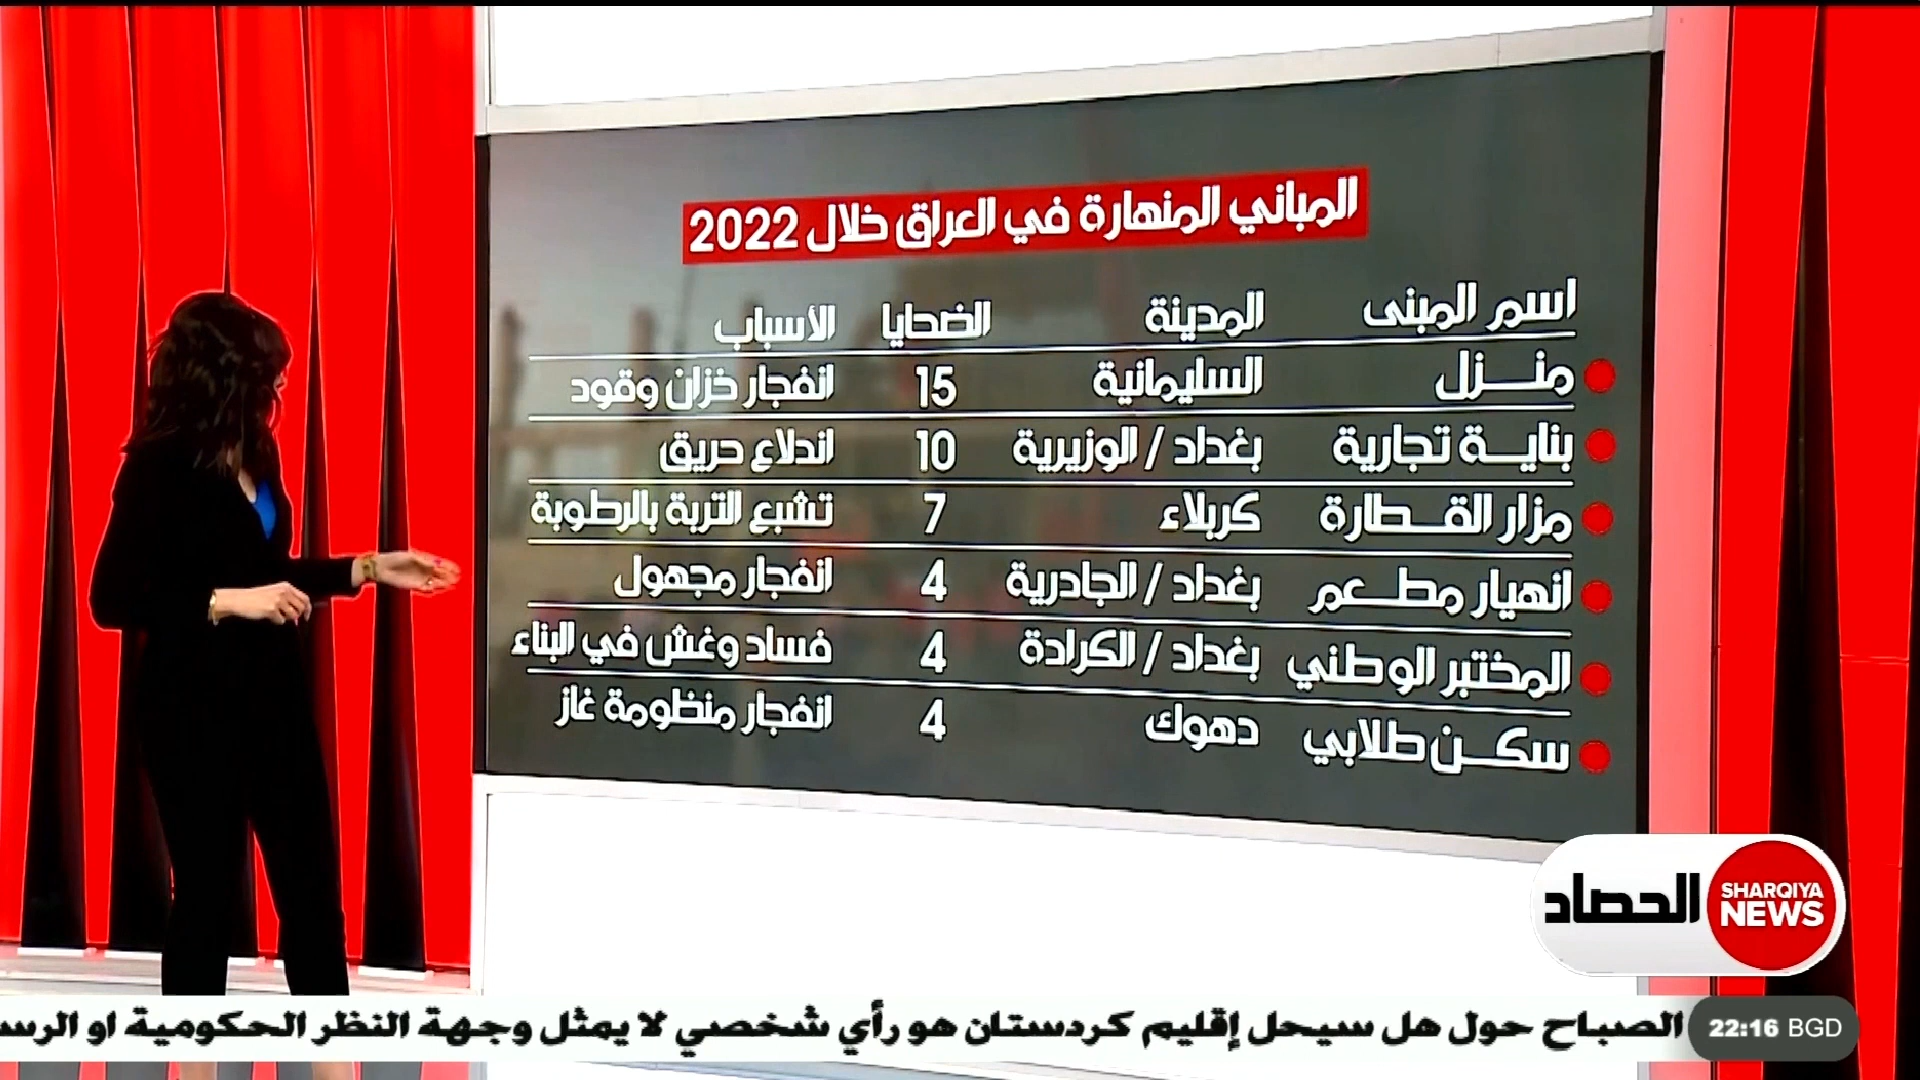 المباني المنهارة في العراق خلال 2022
اسم المبنى المدينة الضحايا الأسباب
منزل السليمانية 15 انفجار خزان وقود
بناية تجارية بغداد / الوزيرية 10 اندلاع حريق
مزار القطارة كربلاء 7 تشبع التربة بالرطوبة
انهيار مطعم بغداد / الجادرية 4 انفجار مجهول
المختبر الوطني بغداد / الكرادة 4 فساد وغش في البناء
سكن طلابي دهوك 4 انفجار منظومة غاز
الحصاد
SHARQIYA
NEWS
الصباح حول هل سيحل إقليم كردستان هو رأي شخصي لا يمثل وجهة النظر الحكومية او الرس
22:16 BGD